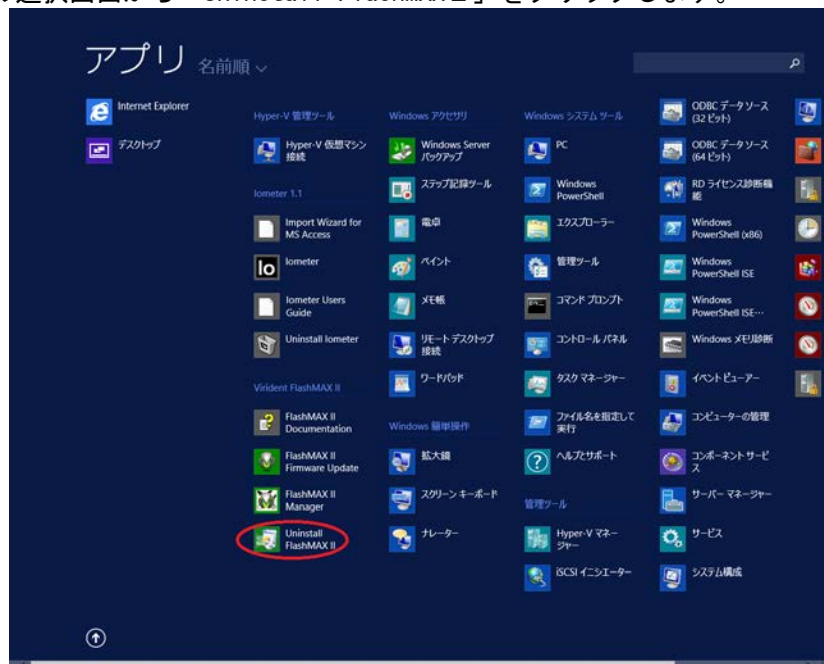 アプリ 名前順
Internet Explorer
デスクトップ
Hyper-V 管理ツール
Hyper-V 仮想マシン
接続
Iometer 1.1
Import Wizard for
MS Access
Iometer
Iometer Users
Guide
Uninstall Iometer
Virident FlashMAX II
FlashMAX II
Documentation
FlashMAX II
Firmware Update
FlashMAX II
Manager
Uninstall
FlashMAX II
Windows アクセサリ
Windows Server
バックアップ
ステップ記録ツール
電卓
ペイント
メモ帳
リモート デスクトップ
接続
ワードパッド
Windows 簡単操作
拡大鏡
スクリーン キーボード
ナレーター
Windows システム ツール
PC
Windows
PowerShell
エクスプローラー
管理ツール
コマンド プロンプト
コントロール パネル
タスク マネージャー
ファイル名を指定して
実行
ヘルプとサポート
管理ツール
Hyper-V マネー
ジャー
iSCSI イニシエーター
ODBC データ ソース
(32 ビット)
ODBC データ ソース
(64 ビット)
RD ライセンス診断機
能
Windows
PowerShell (x86)
Windows
PowerShell ISE
Windows
PowerShell ISE…
Windows メモリ診断
イベント ビューアー
コンピューターの管理
コンポーネント サービ
ス
サーバー マネージャー
サービス
システム構成